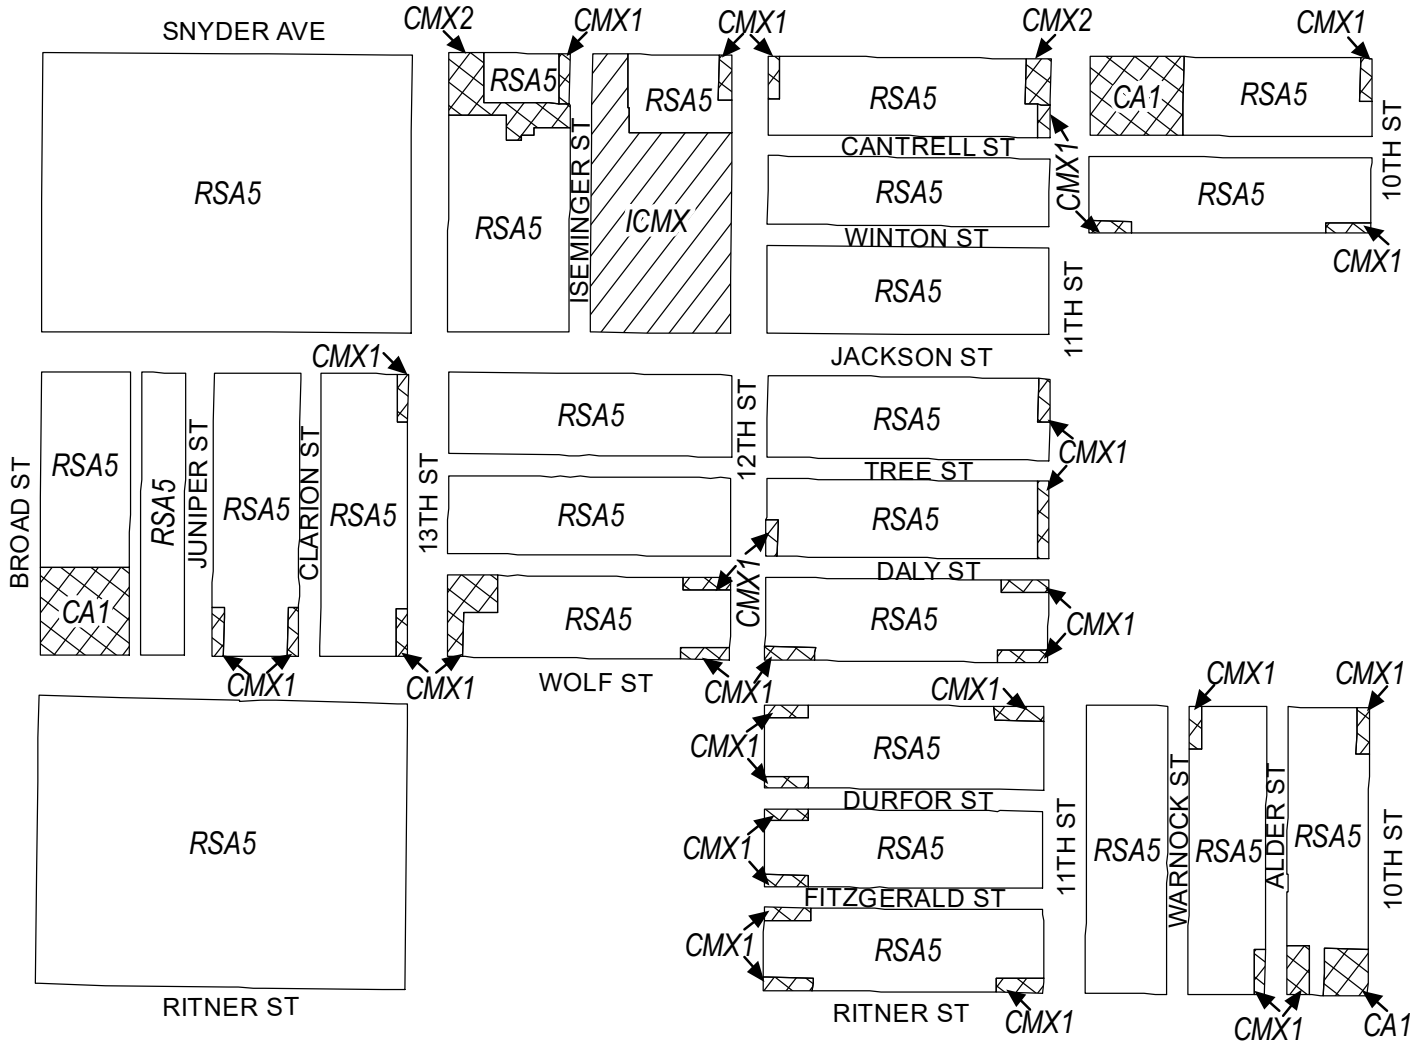 CMX2
CMX1
CMX1
CMX2
CMX1
SNYDER AVE
RSA5
RSA5
RSA5
CA1
RSA5
CANTRELL ST
CMX1
10TH ST
RSA5
RSA5
ISEMINGER ST
ICMX
RSA5
RSA5
RSA5
WINTON ST
CMX1
RSA5
11TH ST
JACKSON ST
CMX1
RSA5
RSA5
12TH ST
CMX1
TREE ST
RSA5
BROAD ST
RSA5
JUNIPER ST
RSA5
CLARION ST
RSA5
13TH ST
RSA5
RSA5
CMX1
DALY ST
CA1
RSA5
RSA5
CMX1
CMX1
CMX1
WOLF ST
CMX1
CMX1
CMX1
CMX1
CMX1
RSA5
DURFOR ST
RSA5
CMX1
RSA5
11TH ST
RSA5
WARNOCK ST
RSA5
ALDER ST
RSA5
10TH ST
FITZGERALD ST
CMX1
RSA5
RITNER ST
RITNER ST
CMX1
CMX1
CA1